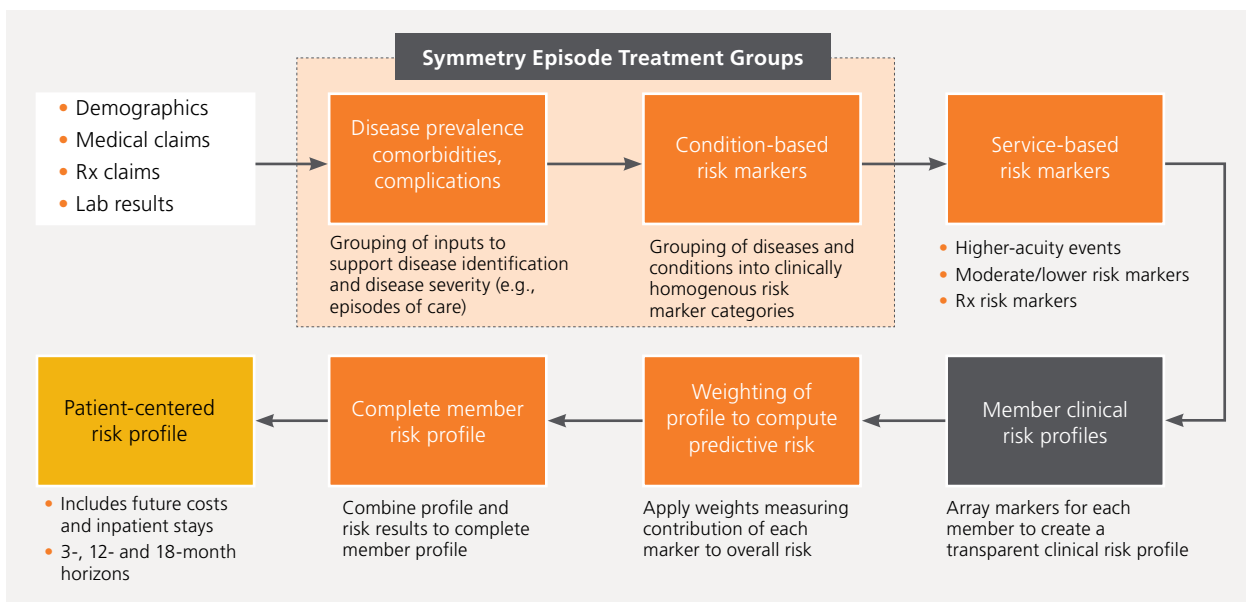 Symmetry Episode Treatment Groups
• Demographics
• Medical claims
• Rx claims
• Lab results
Disease prevalence
comorbidities,
complications
Grouping of inputs to
support disease identification
and disease severity (e.g.,
episodes of care)
Condition-based
risk markers
Grouping of diseases and
conditions into clinically
homogenous risk
marker categories
Service-based
risk markers
• Higher-acuity events
• Moderate/lower risk markers
• Rx risk markers
Member clinical
risk profiles
Array markers for each
member to create a
transparent clinical risk profile
Weighting of
profile to compute
predictive risk
Apply weights measuring
contribution of each
marker to overall risk
Complete member
risk profile
Combine profile and
risk results to complete
member profile
Patient-centered
risk profile
• Includes future costs
and inpatient stays
• 3-, 12- and 18-month
horizons